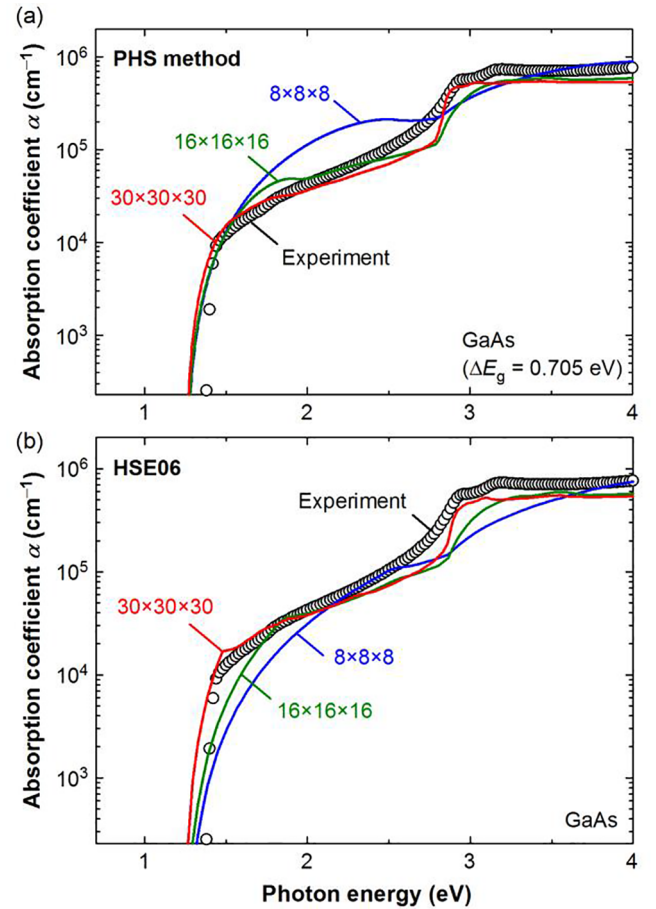 (a)
PHS method
10⁶
10⁵
10⁴
10³
Absorption coefficient α (cm⁻¹)
8×8×8
16×16×16
30×30×30
Experiment
GaAs
(ΔEg = 0.705 eV)
1 2 3 4
(b)
HSE06
10⁶
10⁵
10⁴
10³
Absorption coefficient α (cm⁻¹)
Experiment
30×30×30
8×8×8
16×16×16
GaAs
1 2 3 4
Photon energy (eV)